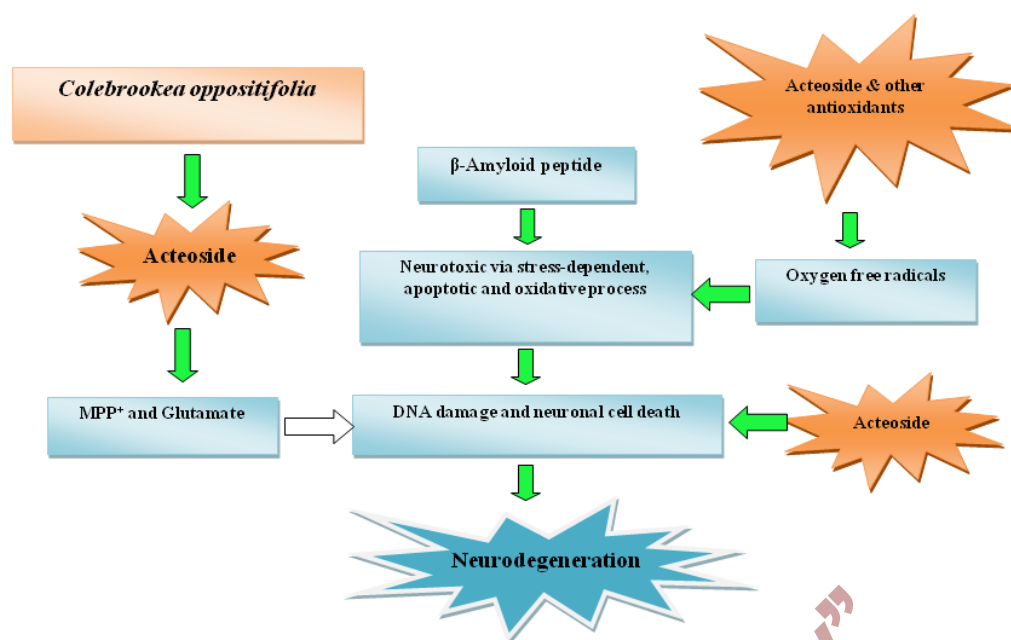 Colebrookea oppositifolia
Acteoside & other
antioxidants
β-Amyloid peptide
Acteoside
Neurotoxic via stress-dependent,
apoptotic and oxidative process
Oxygen free radicals
MPP⁺ and Glutamate
DNA damage and neuronal cell death
Acteoside
Neurodegeneration